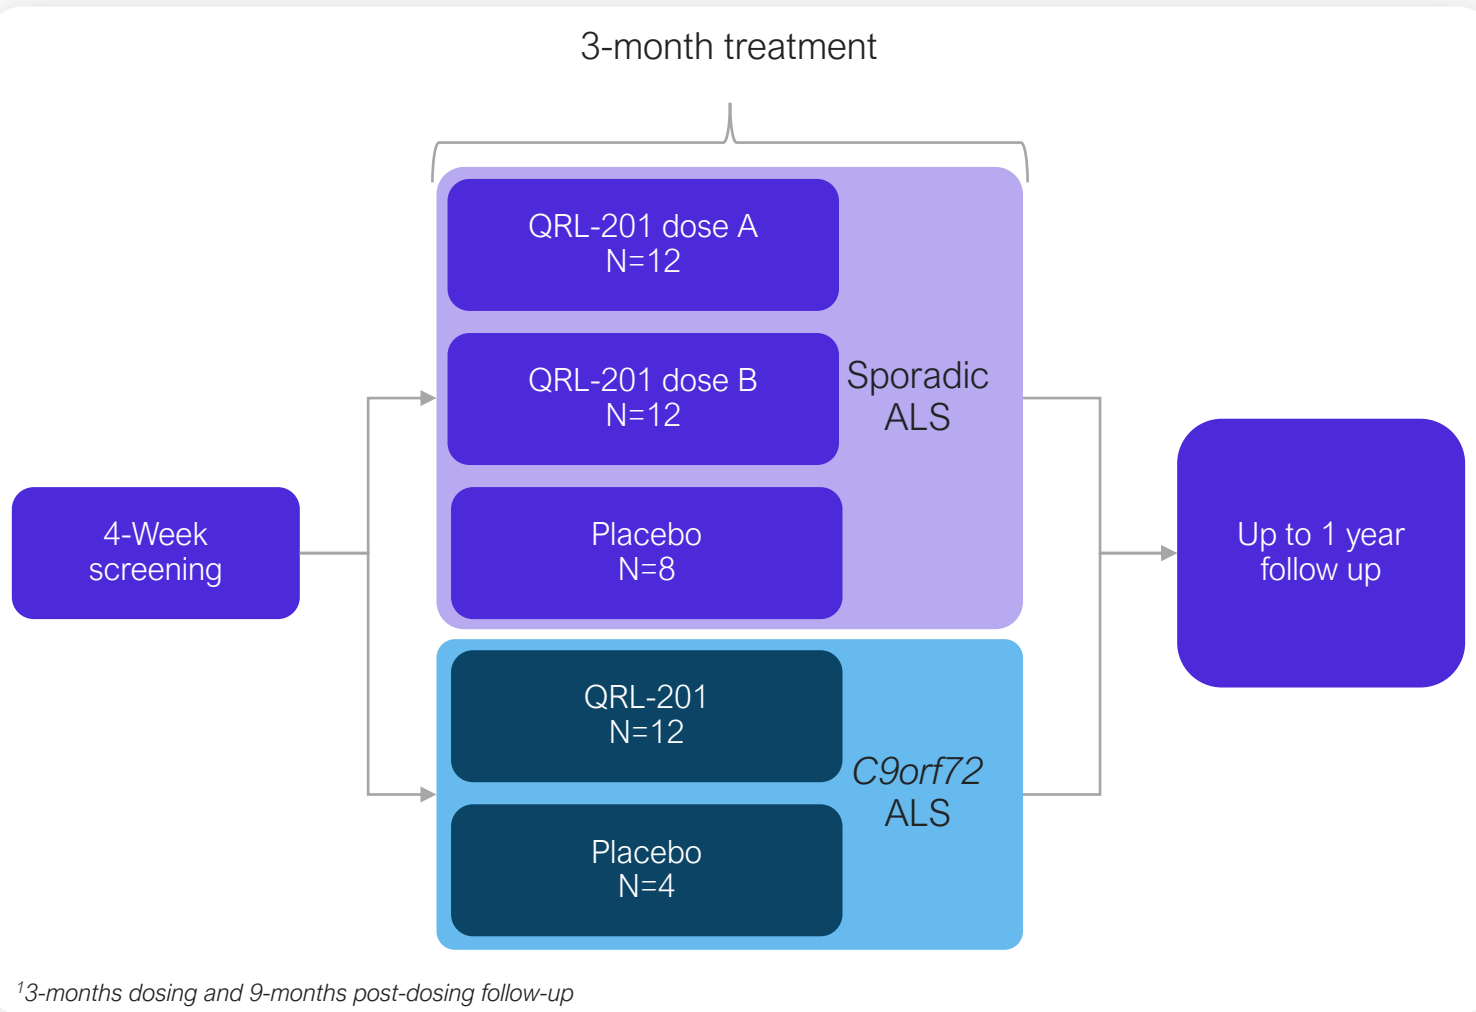 3-month treatment
QRL-201 dose A
N=12
QRL-201 dose B
N=12
Placebo
N=8
Sporadic
ALS
4-Week
screening
Up to 1 year
follow up
QRL-201
N=12
Placebo
N=4
C9orf72
ALS
¹3-months dosing and 9-months post-dosing follow-up